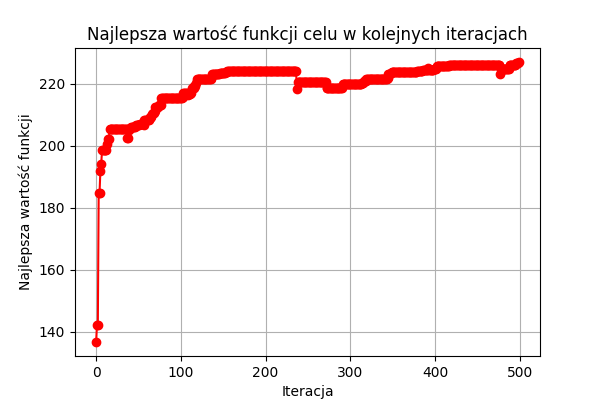 Najlepsza wartość funkcji celu w kolejnych iteracjach
Najlepsza wartość funkcji
220
200
180
160
140
0 100 200 300 400 500
Iteracja